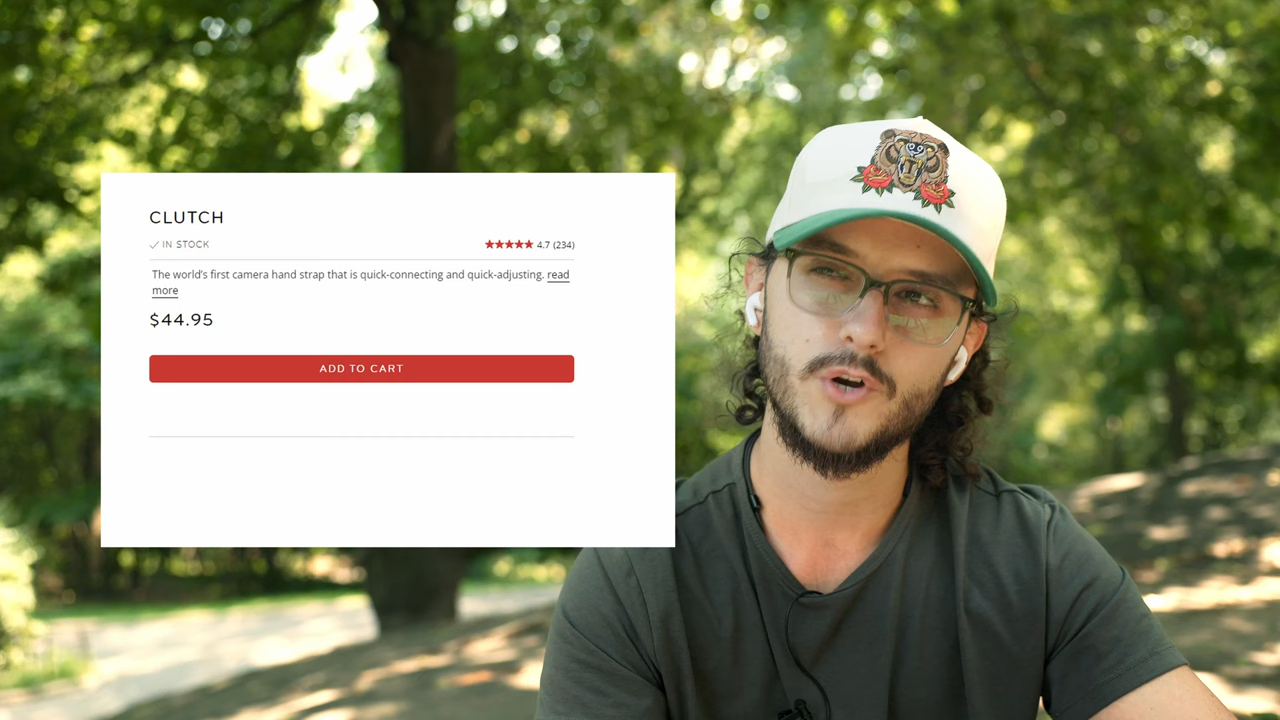 CLUTCH
IN STOCK
4.7 (234)
The world's first camera hand strap that is quick-connecting and quick-adjusting. read
more
$44.95
ADD TO CART